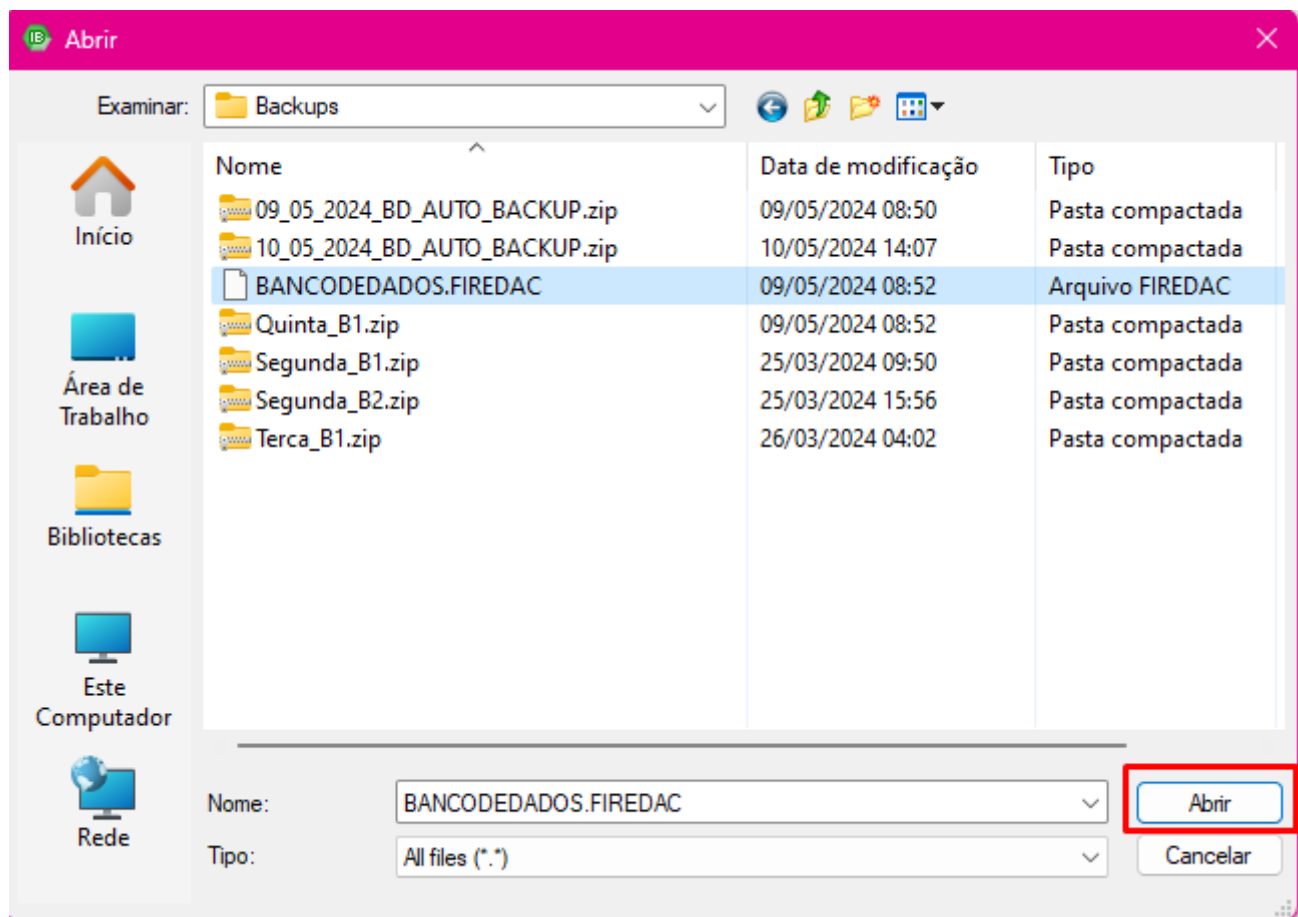 IB Abrir
Examinar: Backups
Nome Data de modificação Tipo
09_05_2024_BD_AUTO_BACKUP.zip 09/05/2024 08:50 Pasta compactada
10_05_2024_BD_AUTO_BACKUP.zip 10/05/2024 14:07 Pasta compactada
BANCODEDADOS.FIREDAC 09/05/2024 08:52 Arquivo FIREDAC
Quinta_B1.zip 09/05/2024 08:52 Pasta compactada
Segunda_B1.zip 25/03/2024 09:50 Pasta compactada
Segunda_B2.zip 25/03/2024 15:56 Pasta compactada
Terca_B1.zip 26/03/2024 04:02 Pasta compactada
Início
Área de
Trabalho
Bibliotecas
Este
Computador
Rede
Nome: BANCODEDADOS.FIREDAC Abrir
Tipo: All files (*.*) Cancelar